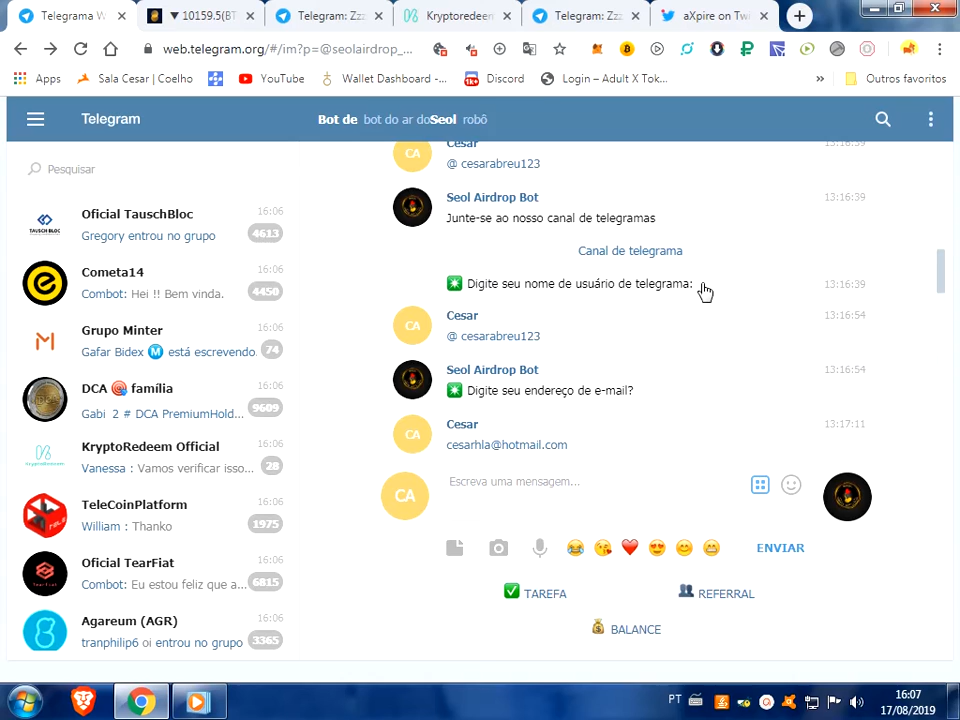 Telegrama W
▼ 10159.5(BT
Telegram: Zzz
Kryptoredeem
Telegram: Zzz
aXpire on Twi
web.telegram.org/#/im?p=@seolairdrop_...
Apps
Sala Cesar | Coelho
YouTube
Wallet Dashboard -...
Discord
Login – Adult X Tok...
»
Outros favoritos
Telegram
Bot de bot do ar doSeol robô
Pesquisar
Oficial TauschBloc 16:06
Gregory entrou no grupo 4613
Cometa14 16:06
Combot: Hei !! Bem vinda. 4450
Grupo Minter 16:06
Gafar Bidex Ⓜ️ está escrevendo. 74
DCA família 16:06
Gabi 2 # DCA PremiumHold... 9609
KryptoRedeem Official 16:06
Vanessa : Vamos verificar isso... 28
TeleCoinPlatform 16:06
William : Thanko 1975
Oficial TearFiat 16:06
Combot: Eu estou feliz que a... 6815
Agareum (AGR) 16:06
tranphilip6 oi entrou no grupo 3365
CA Cesar 13:16:39
@ cesarabreu123
Seol Airdrop Bot 13:16:39
Junte-se ao nosso canal de telegramas
Canal de telegrama
Digite seu nome de usuário de telegrama: 13:16:39
CA Cesar 13:16:54
@ cesarabreu123
Seol Airdrop Bot 13:16:54
Digite seu endereço de e-mail?
CA Cesar 13:17:11
cesarhla@hotmail.com
CA Escreva uma mensagem...
ENVIAR
TAREFA
REFERRAL
BALANCE
PT
16:07
17/08/2019